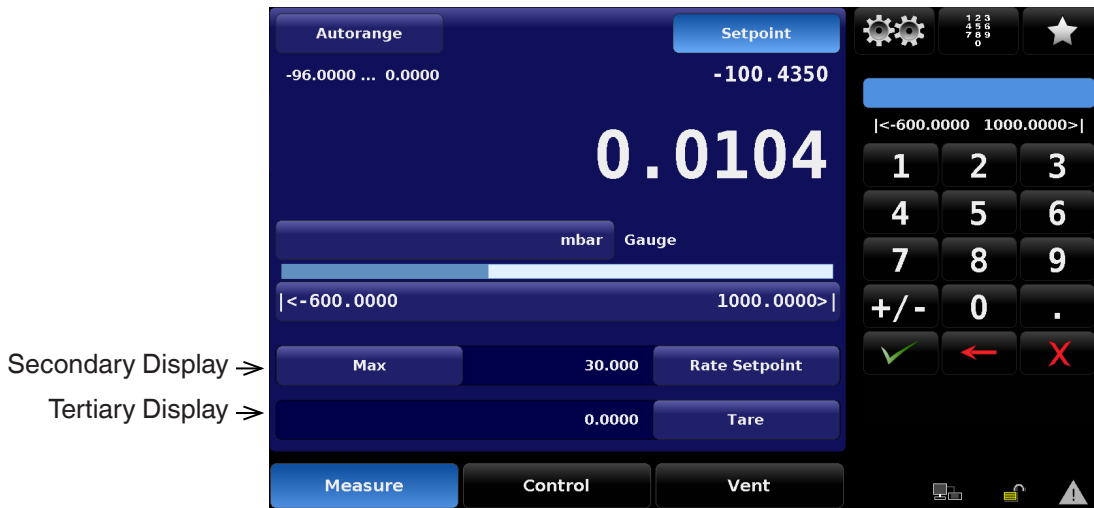 Autorange
Setpoint
-96.0000 ... 0.0000
-100.4350
0.0104
mbar Gauge
|<-600.0000 1000.0000>|
Secondary Display
Max 30.000 Rate Setpoint
Tertiary Display
0.0000 Tare
Measure Control Vent
1 2 3
4 5 6
7 8 9
0
|<-600.0000 1000.0000>|
1 2 3
4 5 6
7 8 9
+/- 0 .
X